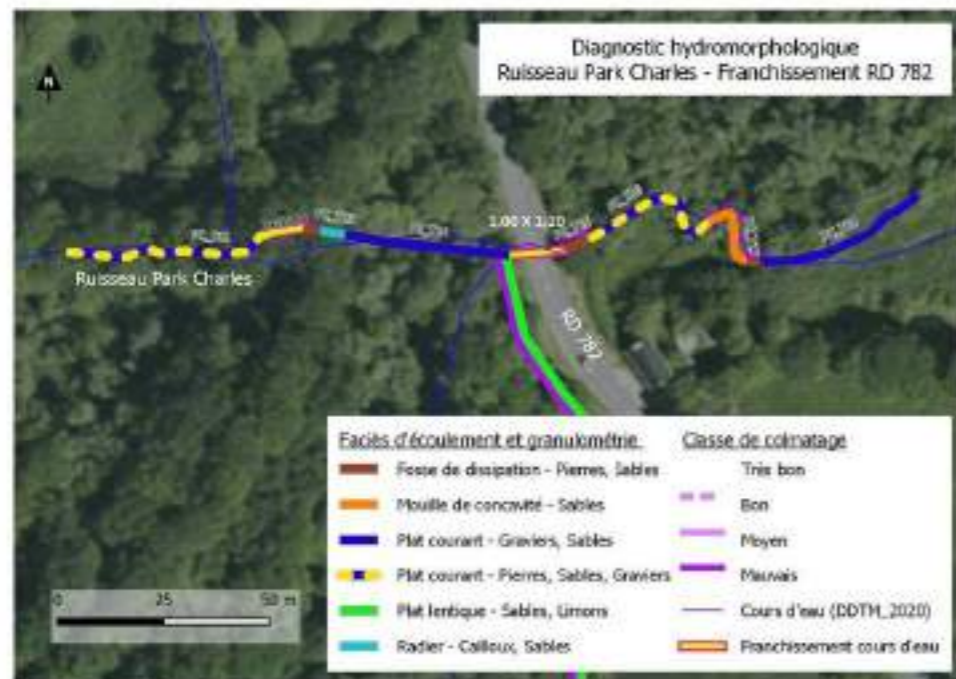 Diagnostic hydromorphologique
Ruisseau Park Charles - Franchissement RD 782
N
1.00 X 1.20
Ruisseau Park Charles
RD 782
Faciès d'écoulement et granulométrie
Fosse de dissipation - Pierres, Sables
Mouille de concavité - Sables
Plat courant - Graviers, Sables
Plat courant - Pierres, Sables, Graviers
Plat lentique - Sables, Limons
Radier - Cailloux, Sables
Classe de colmatage
Très bon
Bon
Moyen
Mauvais
Cours d'eau (DDTM_2020)
Franchissement cours d'eau
0 25 50 m